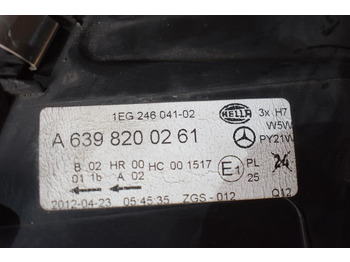 1EG 246 041-02 HELLA 3x H7
W5W
A 639 820 02 61 PY21W
B 02 HR 00 HC 00 1517 E1 PL 24
01 1b A 02 25
2012-04-23 05:45:35 ZGS - 012 Q12